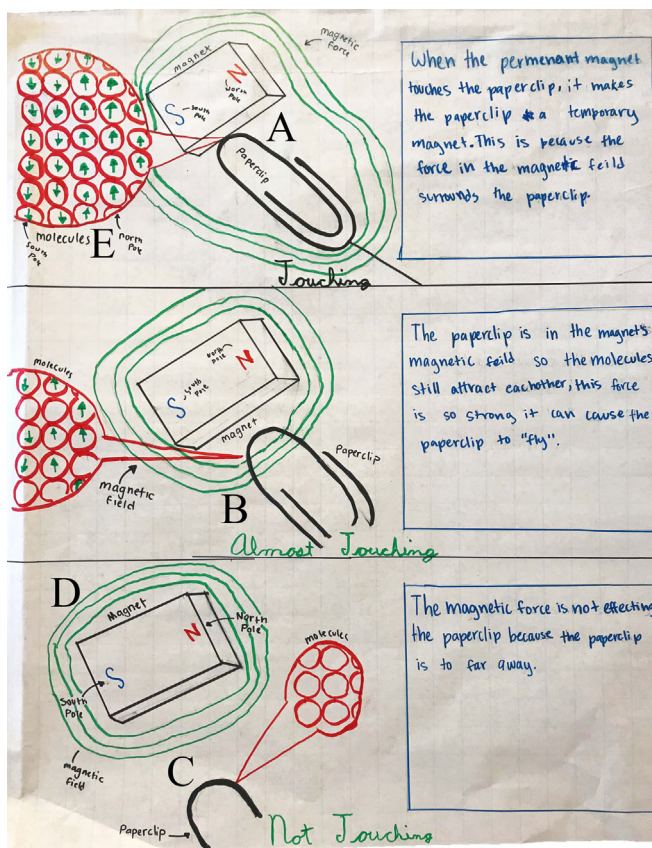 magnetic
force
magnet
N
north
Pole
S
south
Pole
A
Paperclip
molecules
E
south
Pole
north
Pole
Touching
When the permenant magnet
touches the paperclip, it makes
the paperclip a temporary
magnet. This is because the
force in the magnetic feild
surrounds the paperclip.
molecules
North
Pole
N
South
Pole
S
magnet
Paperclip
magnetic
field
B
Almost Touching
The paperclip is in the magnets
magnetic feild so the molecules
still attract eachother, this force
is so strong it can cause the
paperclip to "fly".
D
Magnet
North
Pole
N
S
South
Pole
molecules
magnetic
field
C
Paperclip
Not Touching
The magnetic force is not effecting
the paperclip because the paperclip
is to far away.